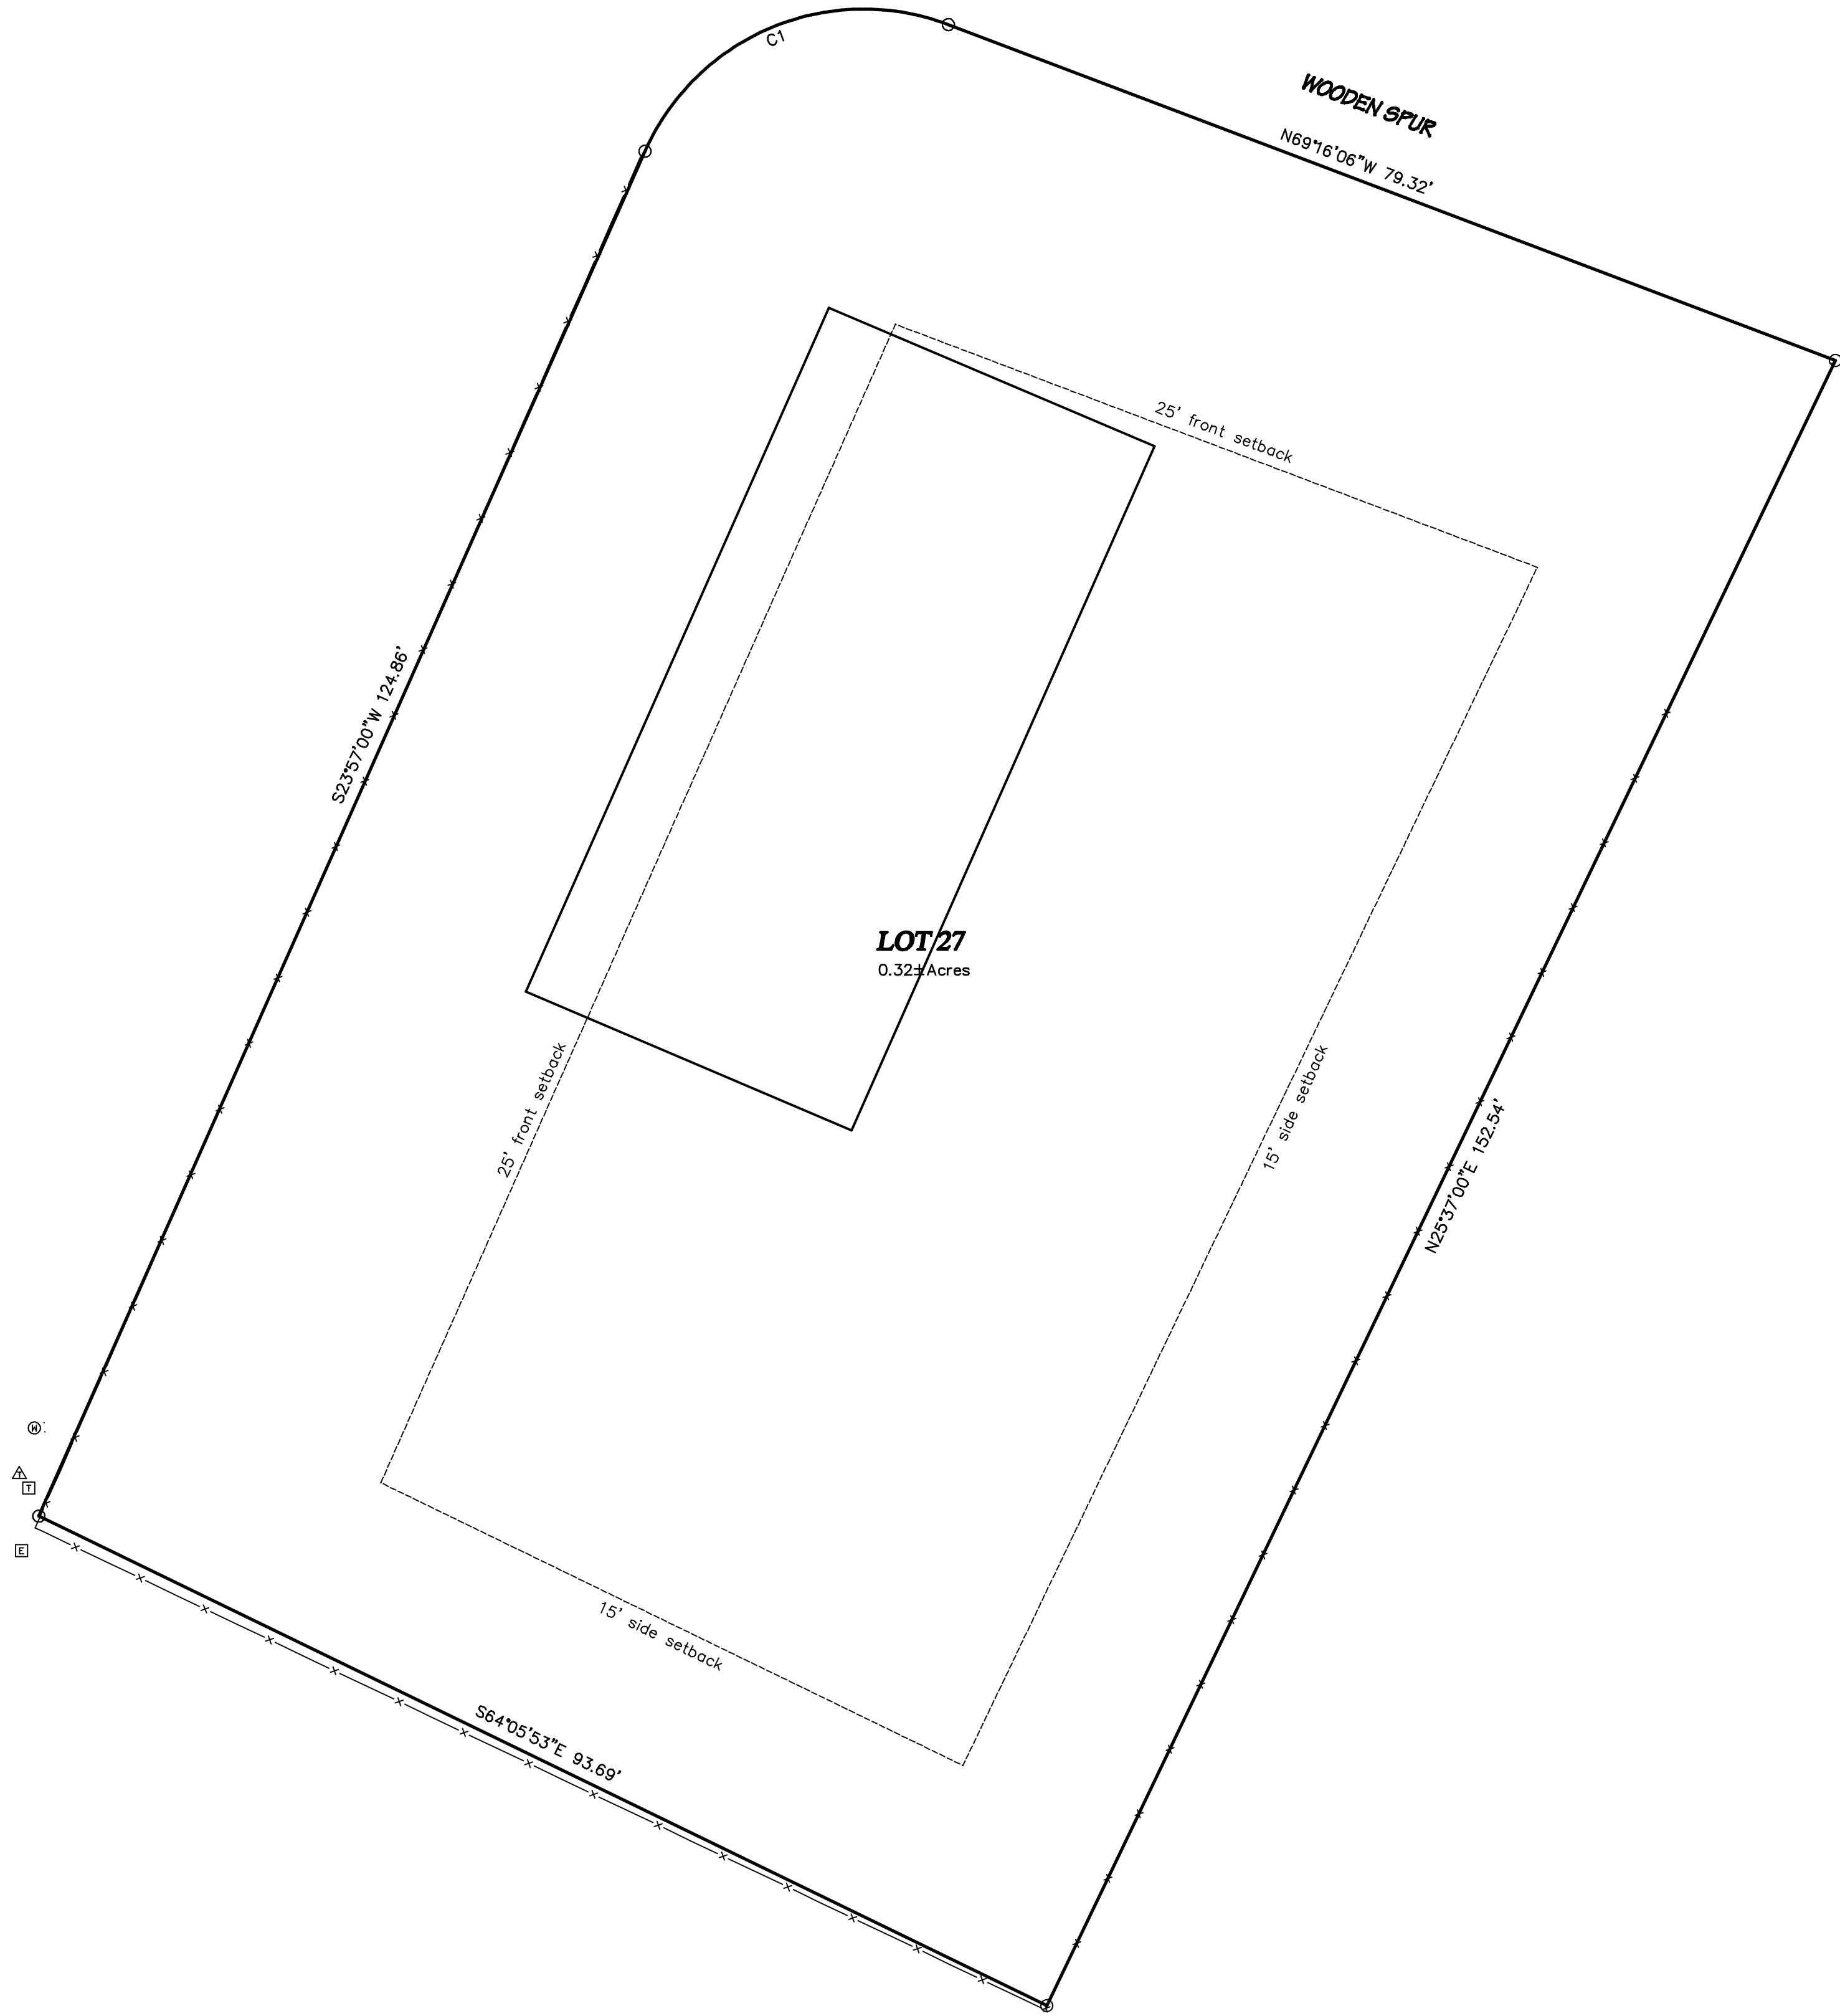 C1
WOODEN SPUR
N69°16'06"W 79.32'
25' front setback
S23°57'00"W 124.86'
LOT 27
0.32±Acres
25' front setback
15' side setback
N25°37'00"E 152.54'
W
T
T
E
15' side setback
S64°05'53"E 93.69'